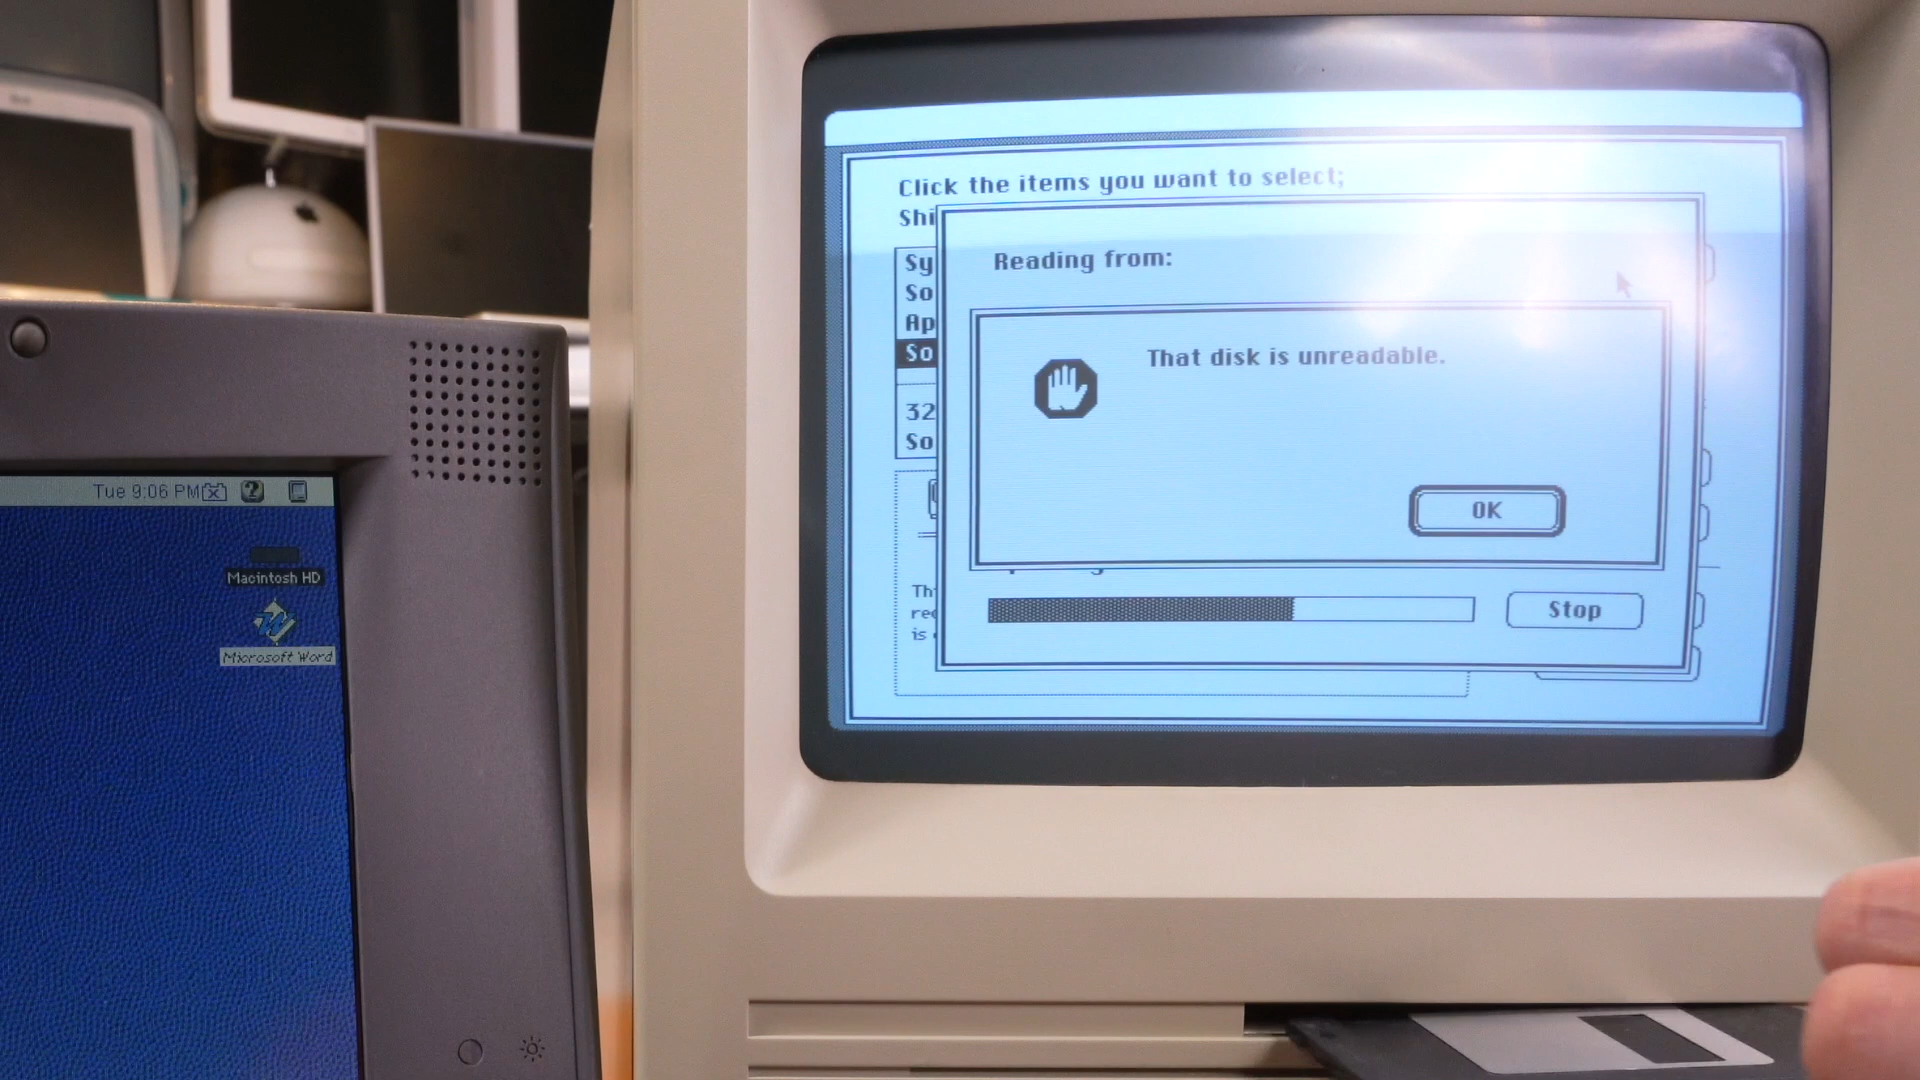 Tue 9:06 PM
Macintosh HD
Microsoft Word
Click the items you want to select;
Shi
Sy
So
Ap
So
32
So
Reading from:
That disk is unreadable.
OK
Stop
Th
rec
is